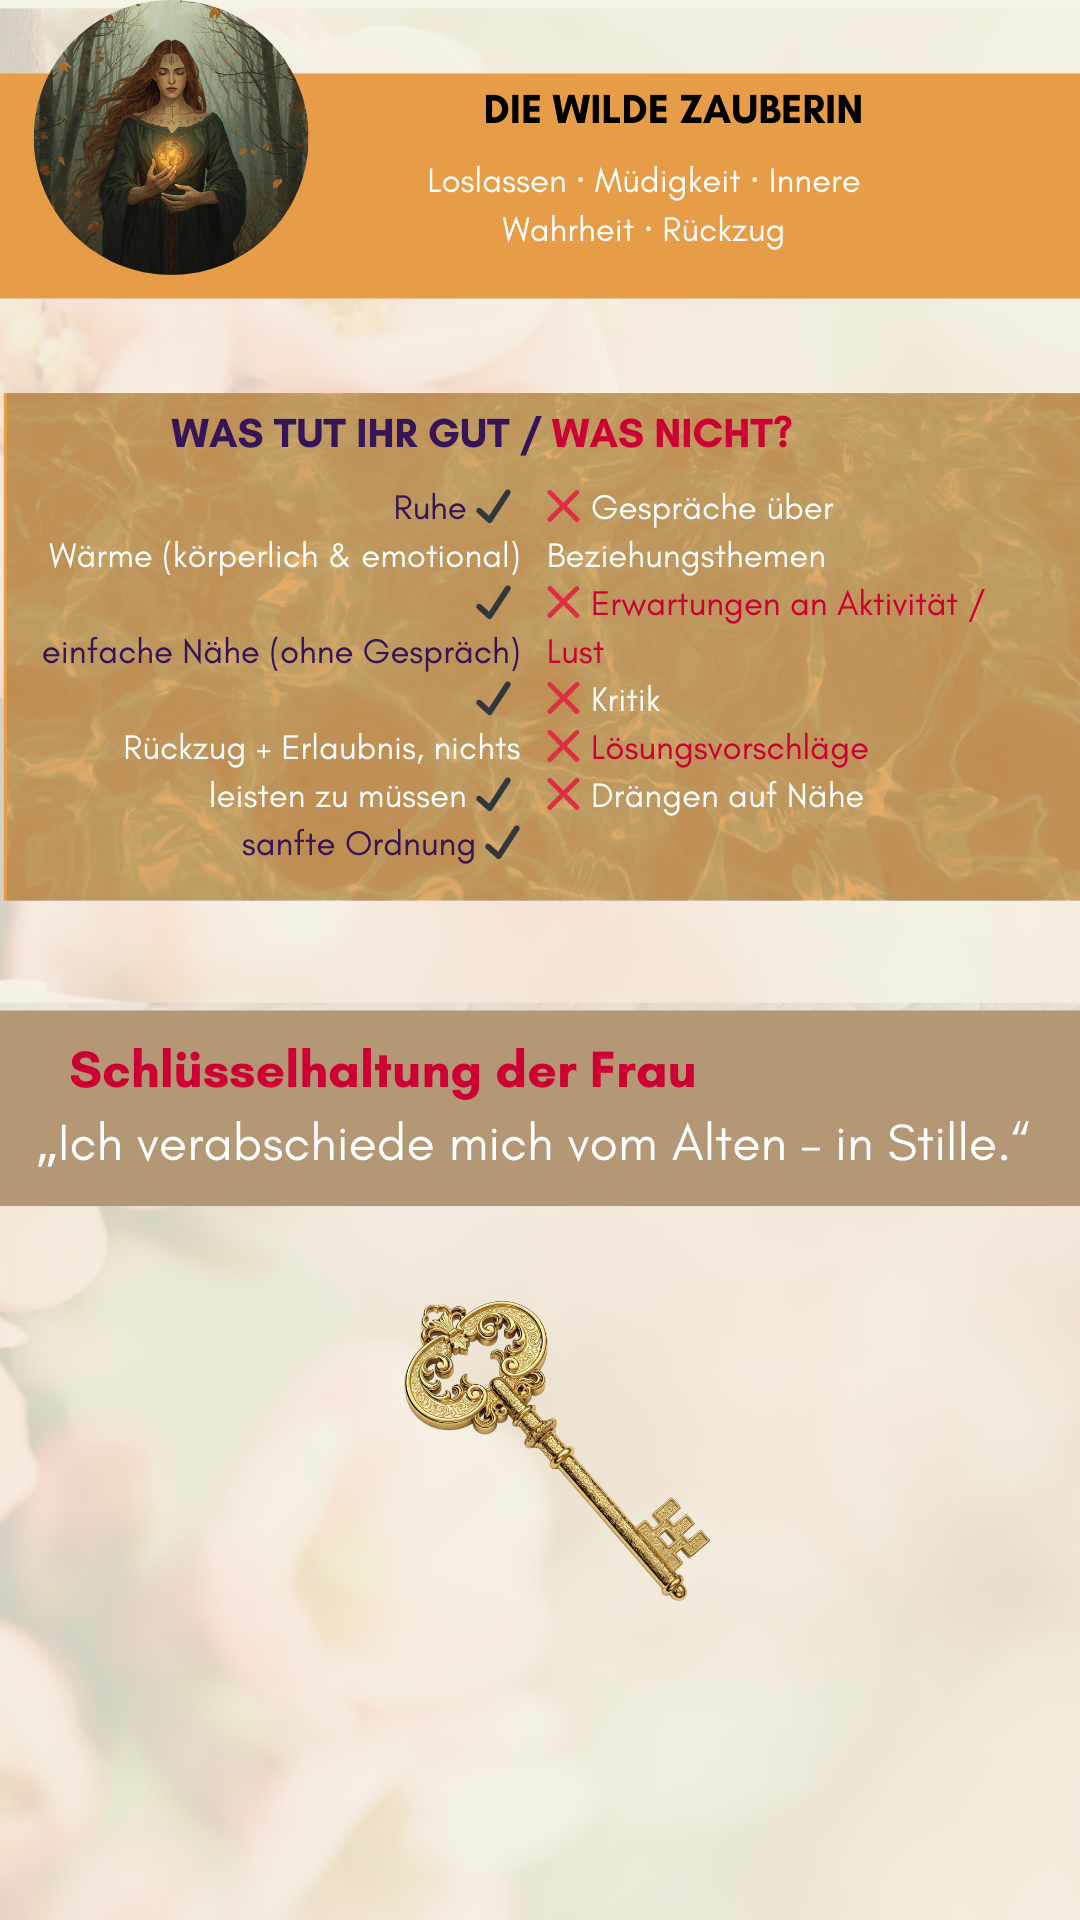 DIE WILDE ZAUBERIN
Loslassen · Müdigkeit · Innere
Wahrheit · Rückzug
WAS TUT IHR GUT / WAS NICHT?
Ruhe ✔
Wärme (körperlich & emotional)
✔
einfache Nähe (ohne Gespräch)
✔
Rückzug + Erlaubnis, nichts
leisten zu müssen ✔
sanfte Ordnung ✔
❌ Gespräche über
Beziehungsthemen
❌ Erwartungen an Aktivität /
Lust
❌ Kritik
❌ Lösungsvorschläge
❌ Drängen auf Nähe
Schlüsselhaltung der Frau
„Ich verabschiede mich vom Alten – in Stille.“